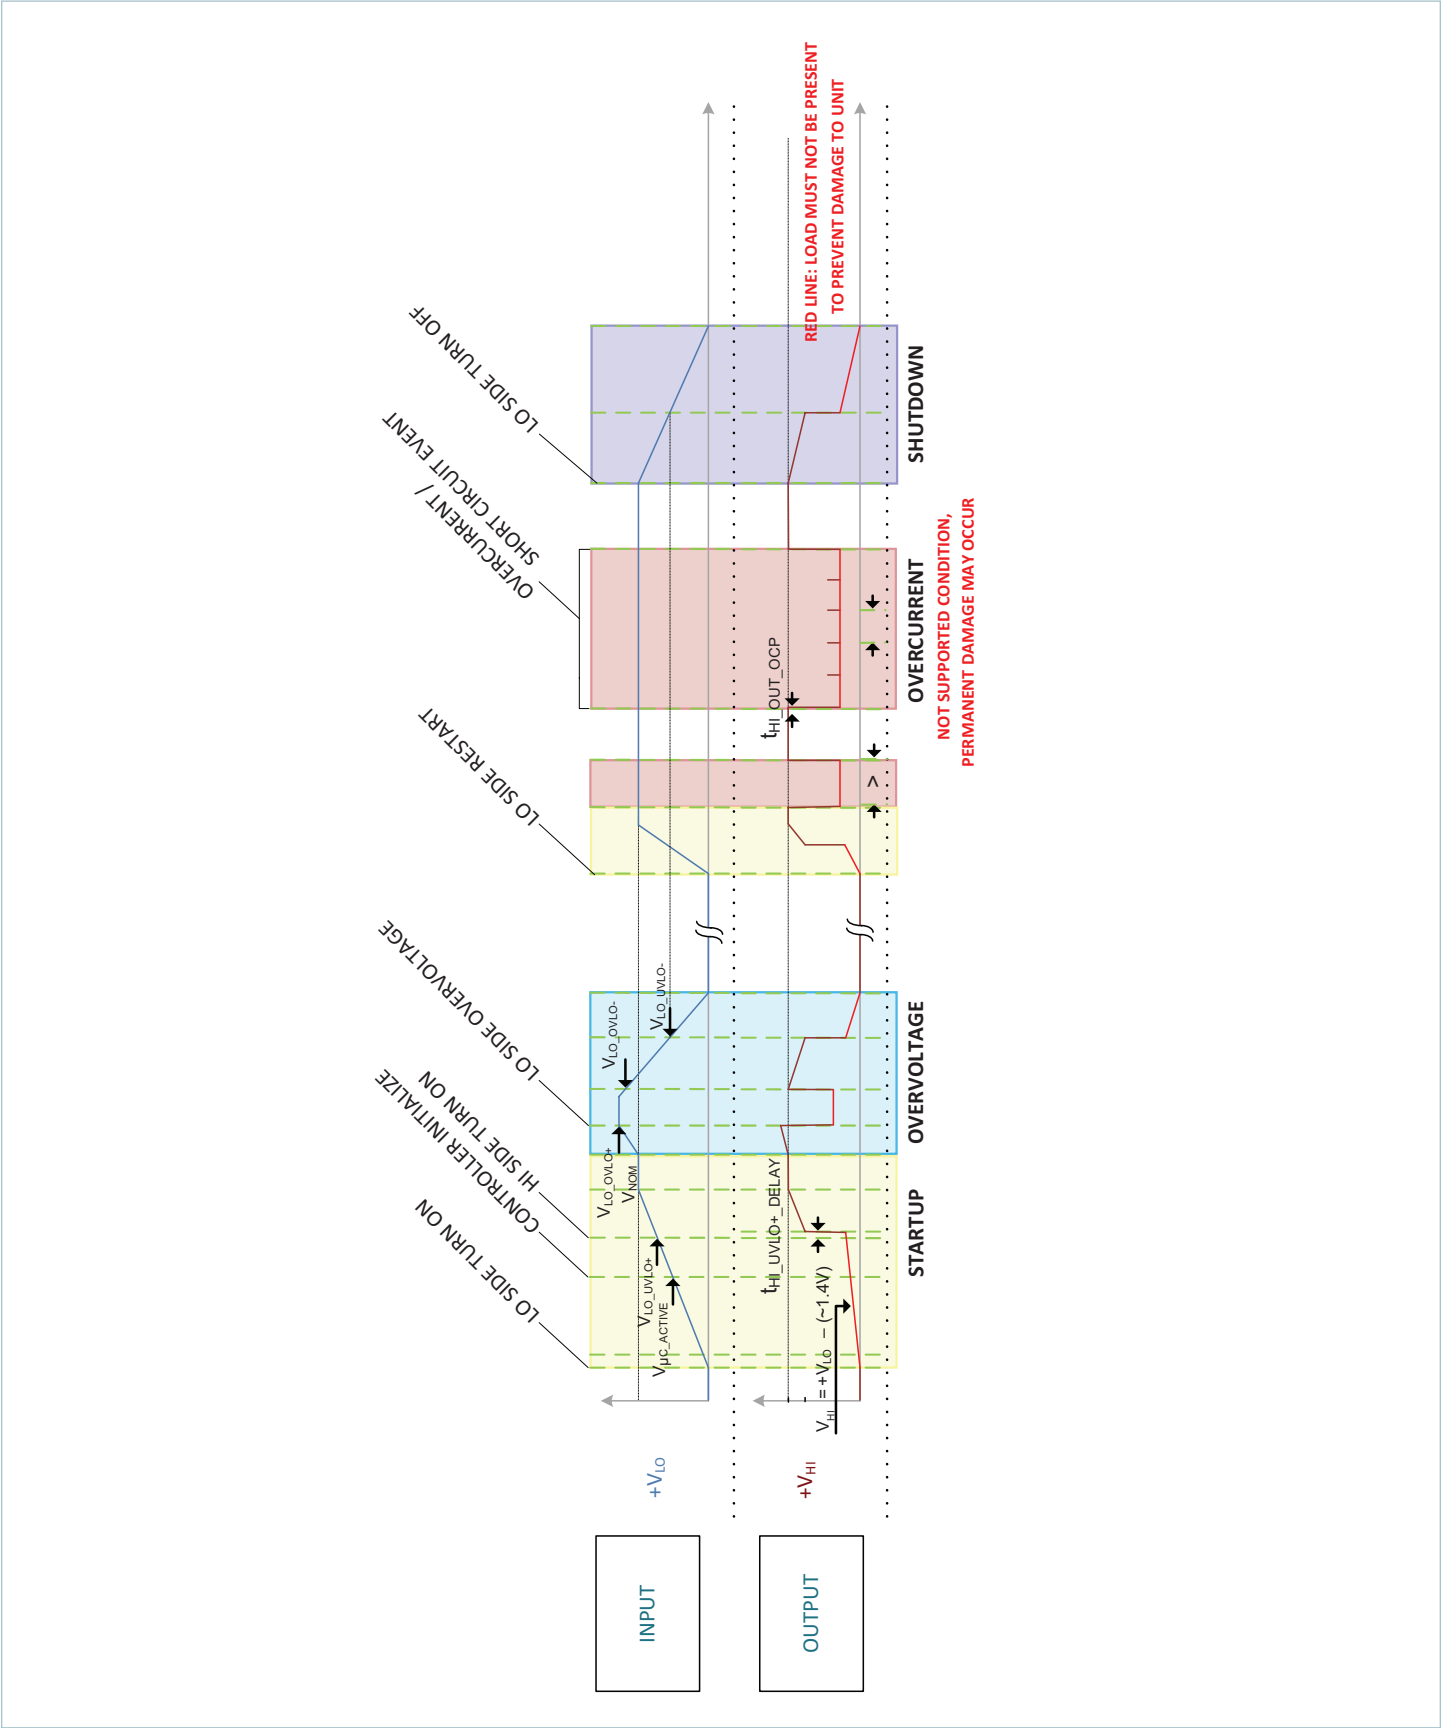 LO SIDE TURN ON
CONTROLLER INITIALIZE
HI SIDE TURN ON
LO SIDE OVERVOLTAGE
LO SIDE RESTART
OVERCURRENT /
SHORT CIRCUIT EVENT
LO SIDE TURN OFF
INPUT
+VLO
VµC_ACTIVE
VLO_UVLO+
VLO_OVLO+
VNOM
VLO_OVLO-
VLO_UVLO-
OUTPUT
+VHI
VHI = +VLO – (~1.4V)
tHI_UVLO+_DELAY
tHI_OUT_OCP
>
RED LINE: LOAD MUST NOT BE PRESENT
TO PREVENT DAMAGE TO UNIT
STARTUP
OVERVOLTAGE
OVERCURRENT
SHUTDOWN
NOT SUPPORTED CONDITION,
PERMANENT DAMAGE MAY OCCUR